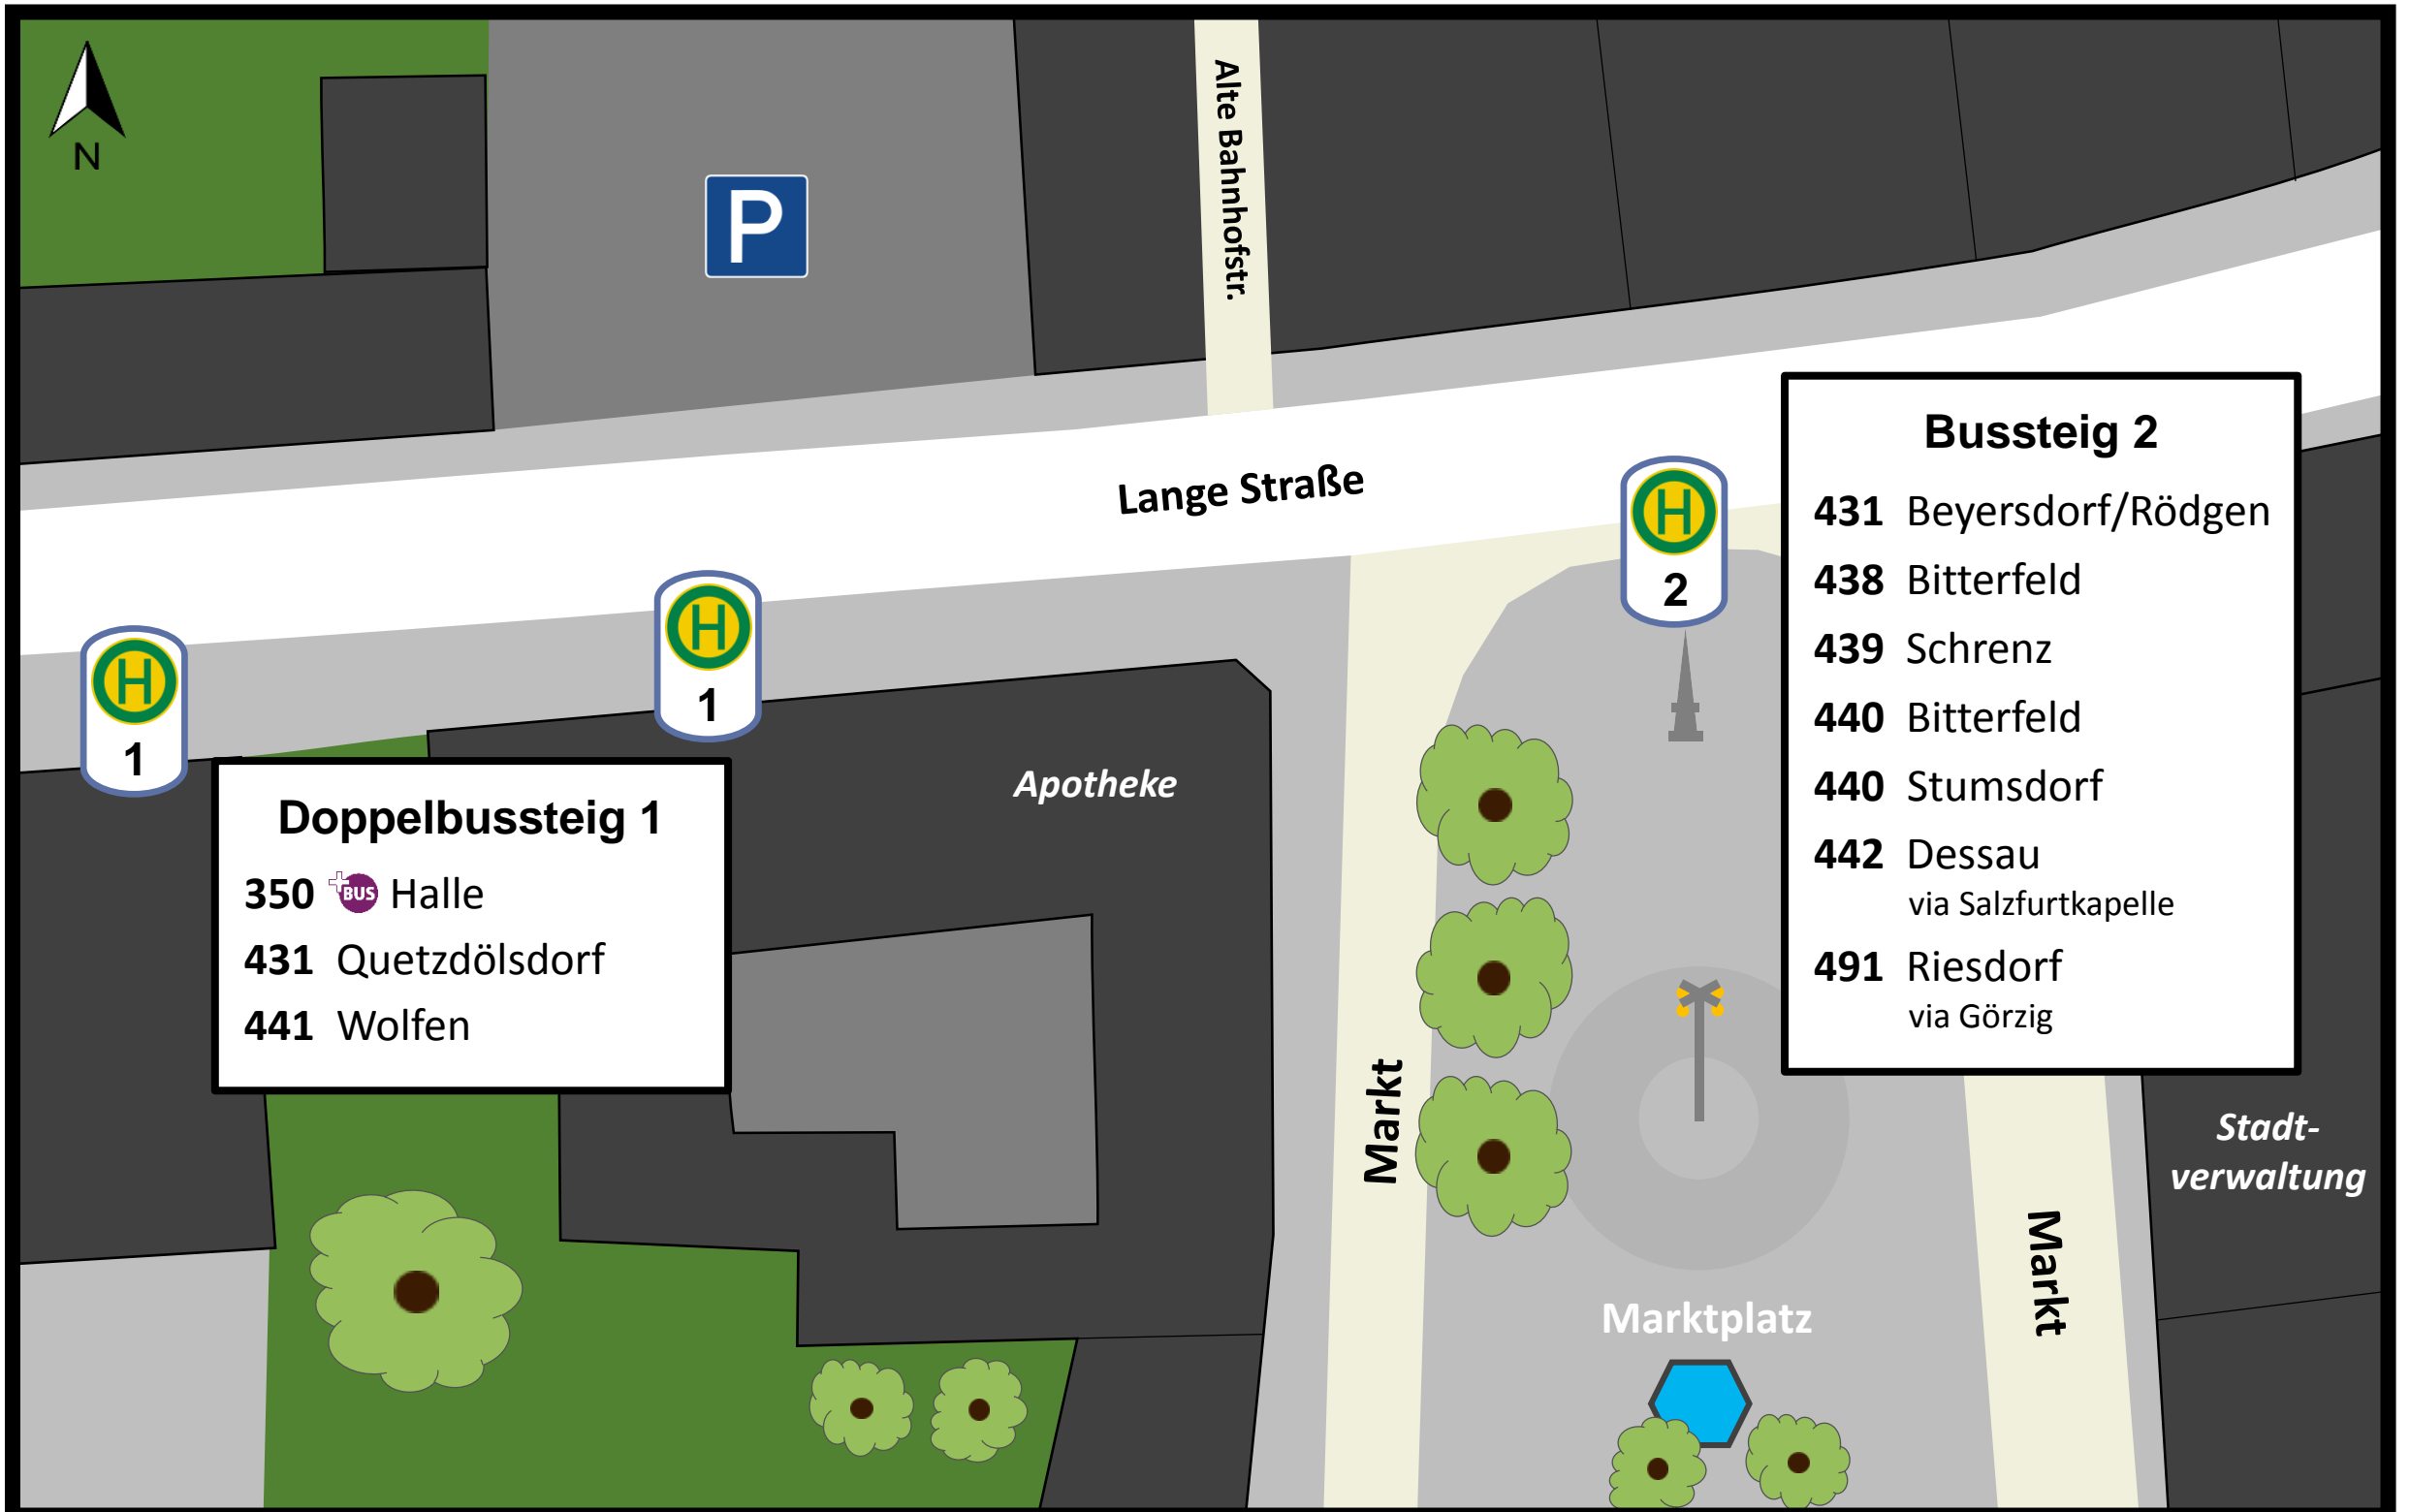 N
P
Alte Bahnhofstr.
Lange Straße
H
1
H
1
H
2
Bussteig 2
431 Beyersdorf/Rödgen
438 Bitterfeld
439 Schrenz
440 Bitterfeld
440 Stumsdorf
442 Dessau
via Salzfurtkapelle
491 Riesdorf
via Görzig
Doppelbussteig 1
350 BUS Halle
431 Quetzdölsdorf
441 Wolfen
Apotheke
Markt
Marktplatz
Markt
Stadt-
verwaltung